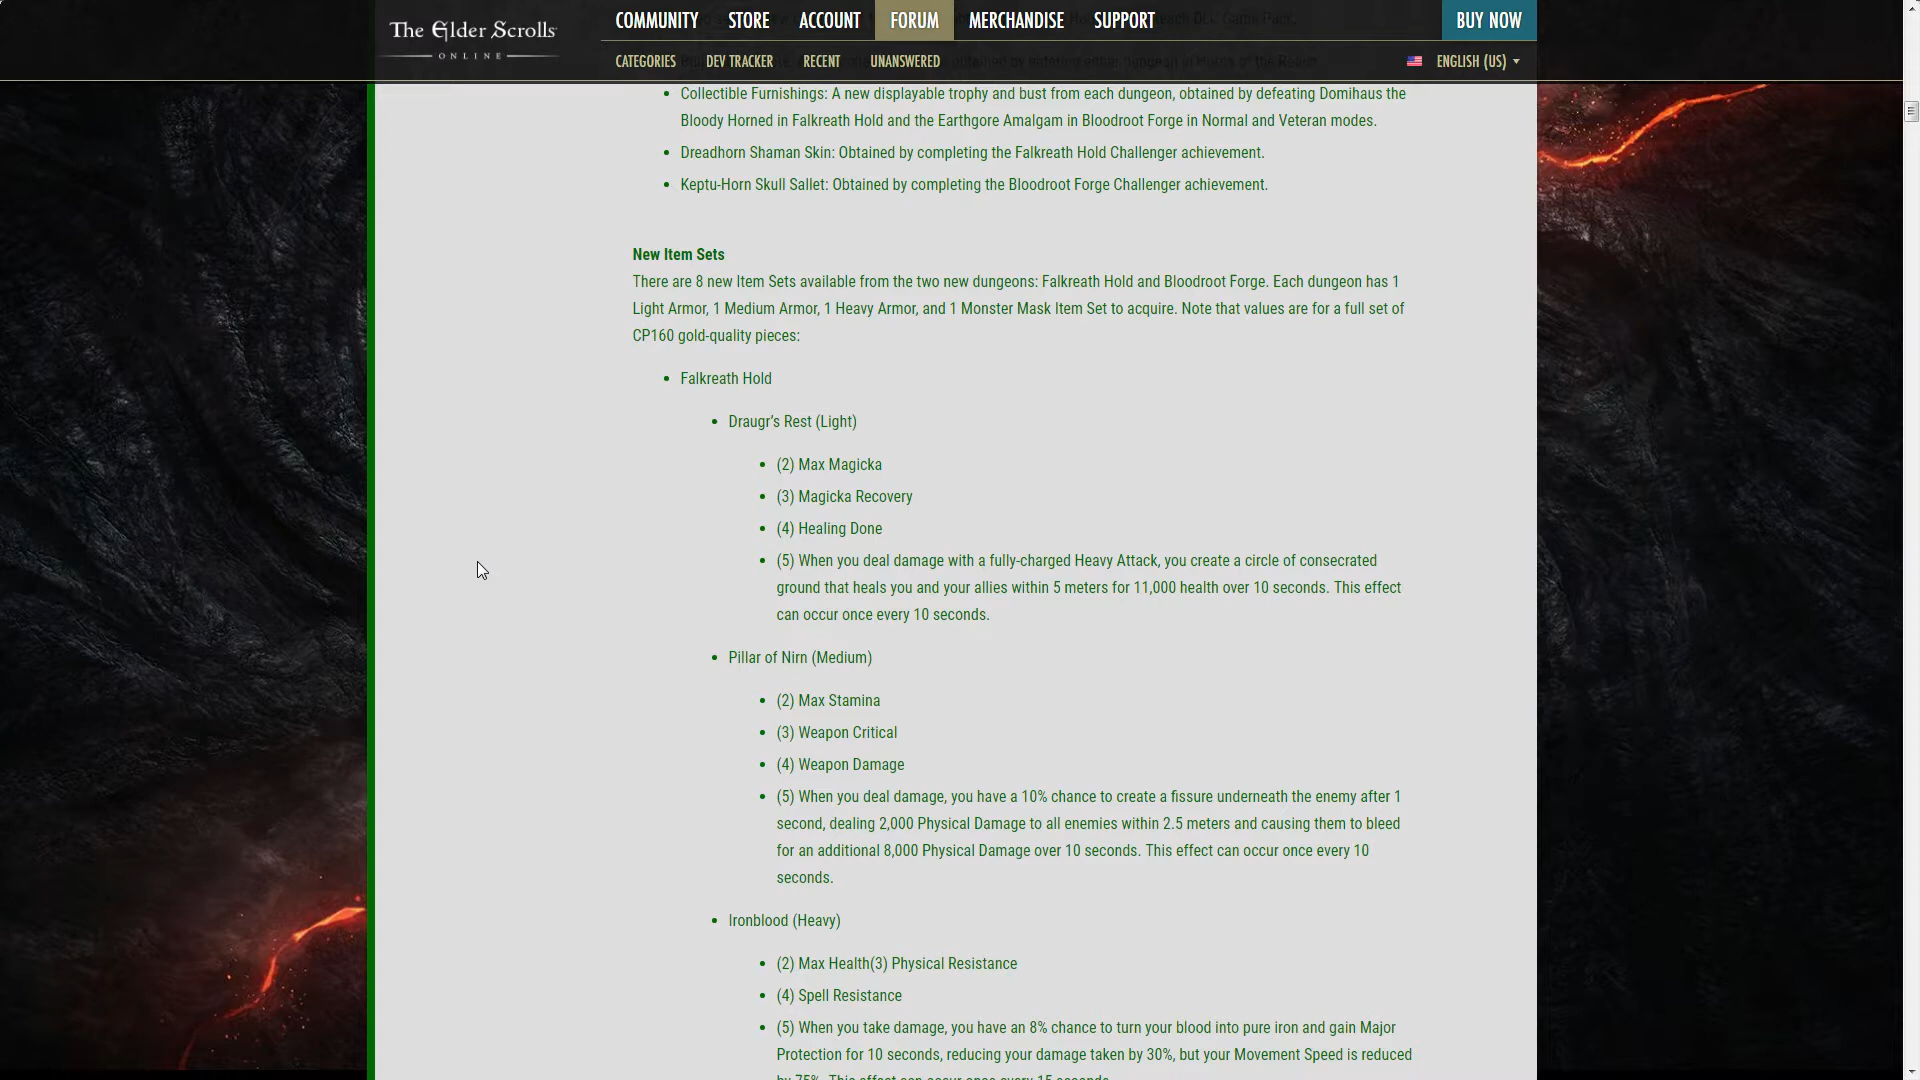 The Elder Scrolls
ONLINE
COMMUNITY STORE ACCOUNT FORUM MERCHANDISE SUPPORT BUY NOW
CATEGORIES DEV TRACKER RECENT UNANSWERED ENGLISH (US)
• Collectible Furnishings: A new displayable trophy and bust from each dungeon, obtained by defeating Domihaus the
Bloody Horned in Falkreath Hold and the Earthgore Amalgam in Bloodroot Forge in Normal and Veteran modes.
• Dreadhorn Shaman Skin: Obtained by completing the Falkreath Hold Challenger achievement.
• Keptu-Horn Skull Sallet: Obtained by completing the Bloodroot Forge Challenger achievement.
New Item Sets
There are 8 new Item Sets available from the two new dungeons: Falkreath Hold and Bloodroot Forge. Each dungeon has 1
Light Armor, 1 Medium Armor, 1 Heavy Armor, and 1 Monster Mask Item Set to acquire. Note that values are for a full set of
CP160 gold-quality pieces:
• Falkreath Hold
• Draugr’s Rest (Light)
• (2) Max Magicka
• (3) Magicka Recovery
• (4) Healing Done
• (5) When you deal damage with a fully-charged Heavy Attack, you create a circle of consecrated
ground that heals you and your allies within 5 meters for 11,000 health over 10 seconds. This effect
can occur once every 10 seconds.
• Pillar of Nirn (Medium)
• (2) Max Stamina
• (3) Weapon Critical
• (4) Weapon Damage
• (5) When you deal damage, you have a 10% chance to create a fissure underneath the enemy after 1
second, dealing 2,000 Physical Damage to all enemies within 2.5 meters and causing them to bleed
for an additional 8,000 Physical Damage over 10 seconds. This effect can occur once every 10
seconds.
• Ironblood (Heavy)
• (2) Max Health(3) Physical Resistance
• (4) Spell Resistance
• (5) When you take damage, you have an 8% chance to turn your blood into pure iron and gain Major
Protection for 10 seconds, reducing your damage taken by 30%, but your Movement Speed is reduced
by 75%. This effect can occur once every 15 seconds.